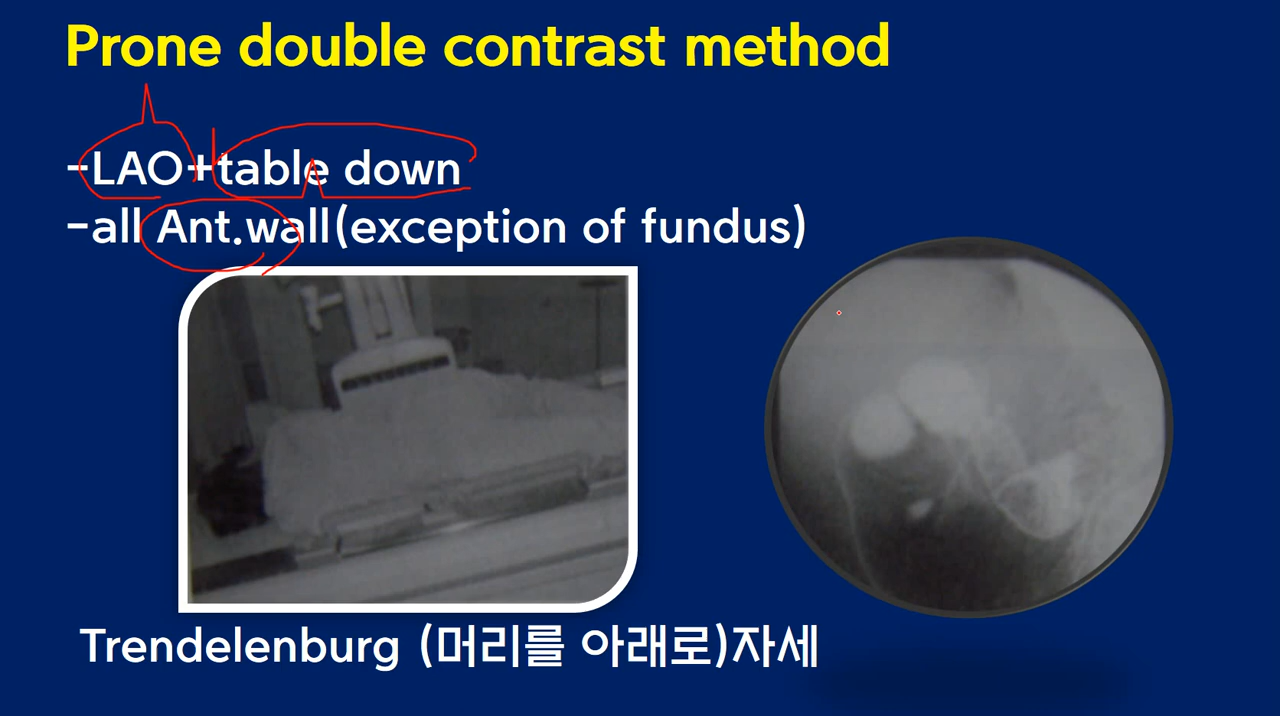 Prone double contrast method
-LAO+table down
-all Ant.wall(exception of fundus)
Trendelenburg (머리를 아래로)자세